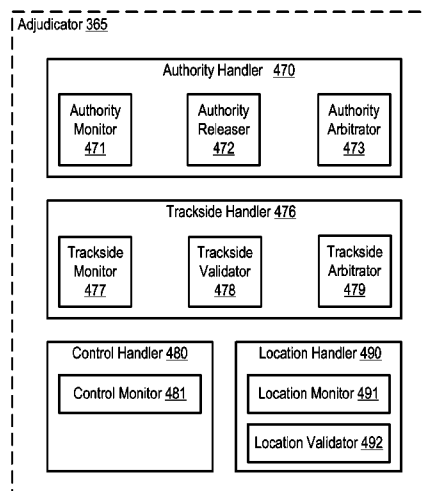 Adjudicator 365
Authority Handler 470
Authority
Monitor
471
Authority
Releaser
472
Authority
Arbitrator
473
Trackside Handler 476
Trackside
Monitor
477
Trackside
Validator
478
Trackside
Arbitrator
479
Control Handler 480
Control Monitor 481
Location Handler 490
Location Monitor 491
Location Validator 492